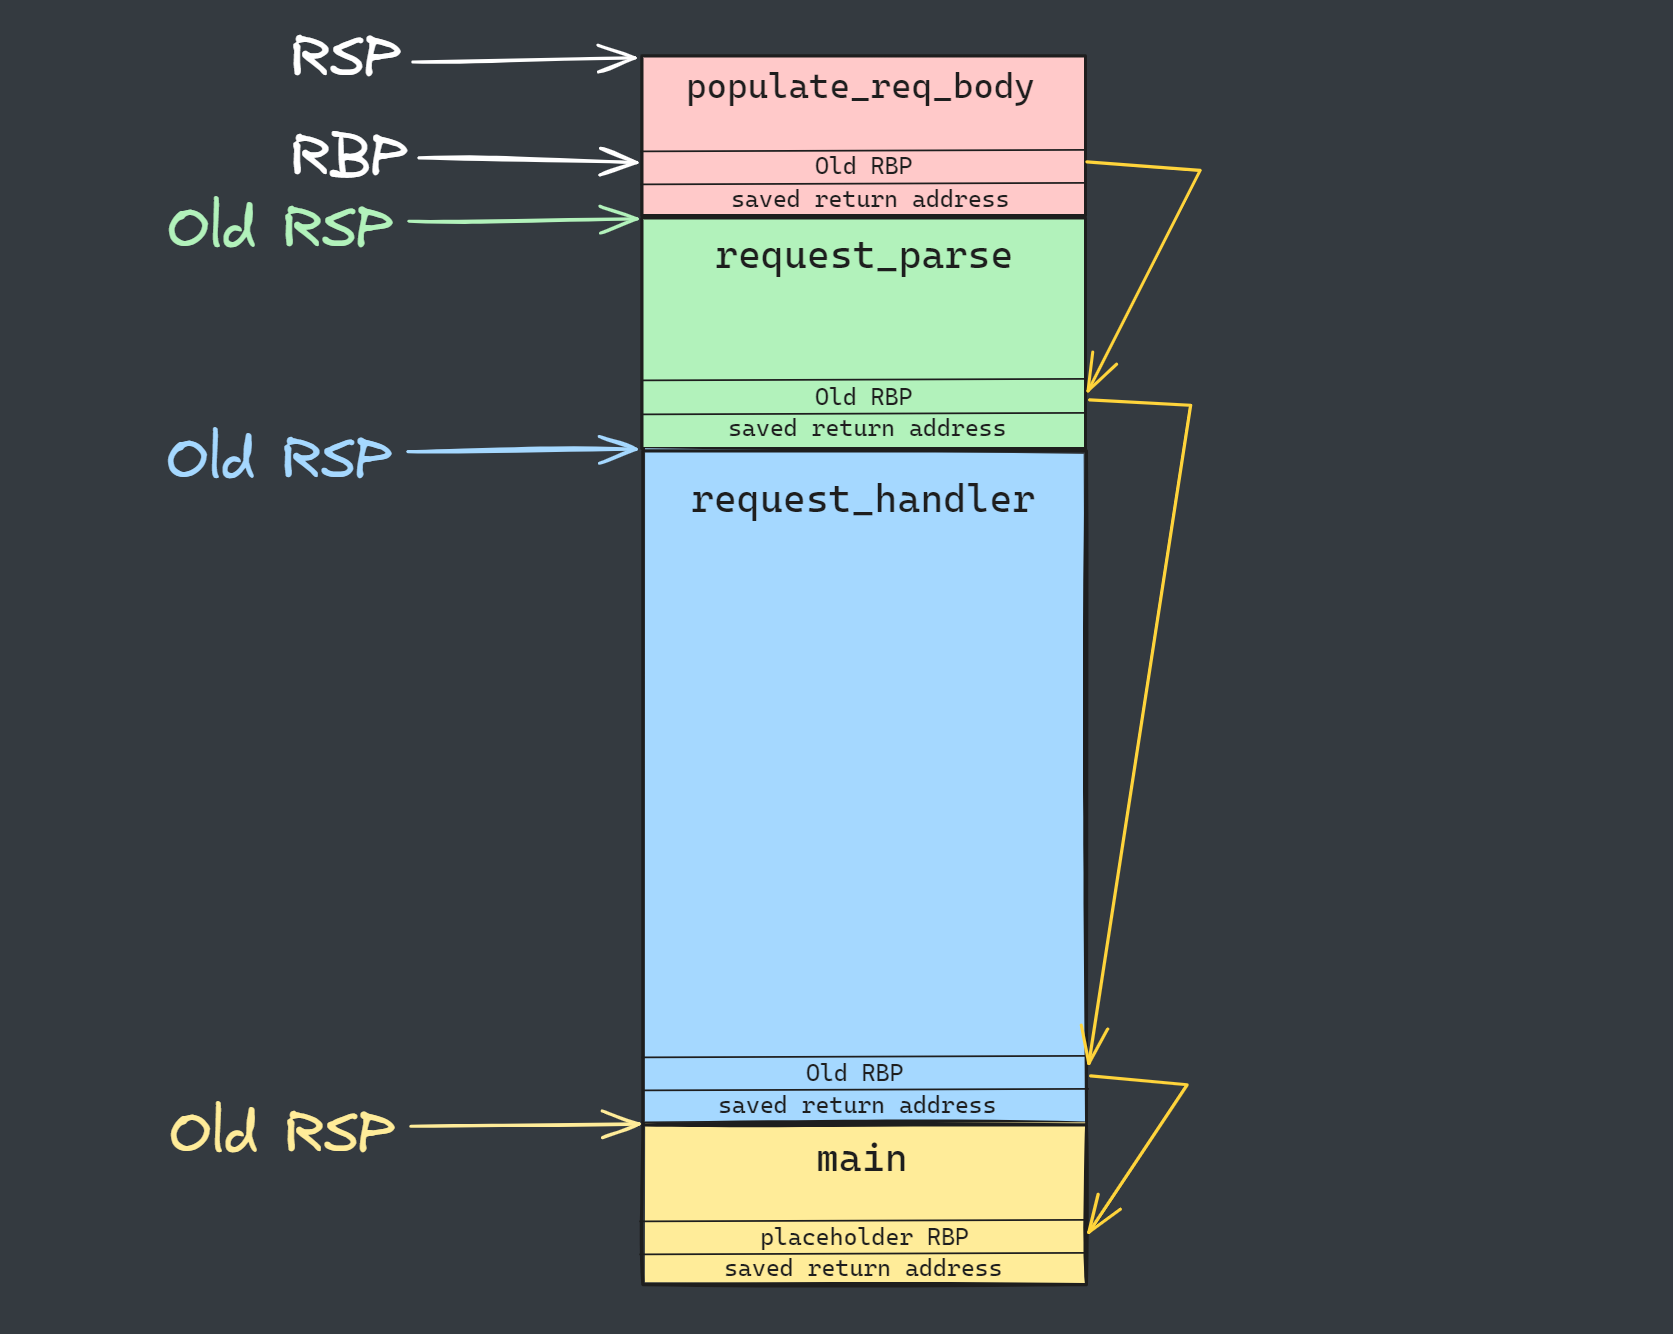 RSP
populate_req_body
RBP
Old RBP
saved return address
Old RSP
request_parse
Old RBP
saved return address
Old RSP
request_handler
Old RBP
saved return address
Old RSP
main
placeholder RBP
saved return address